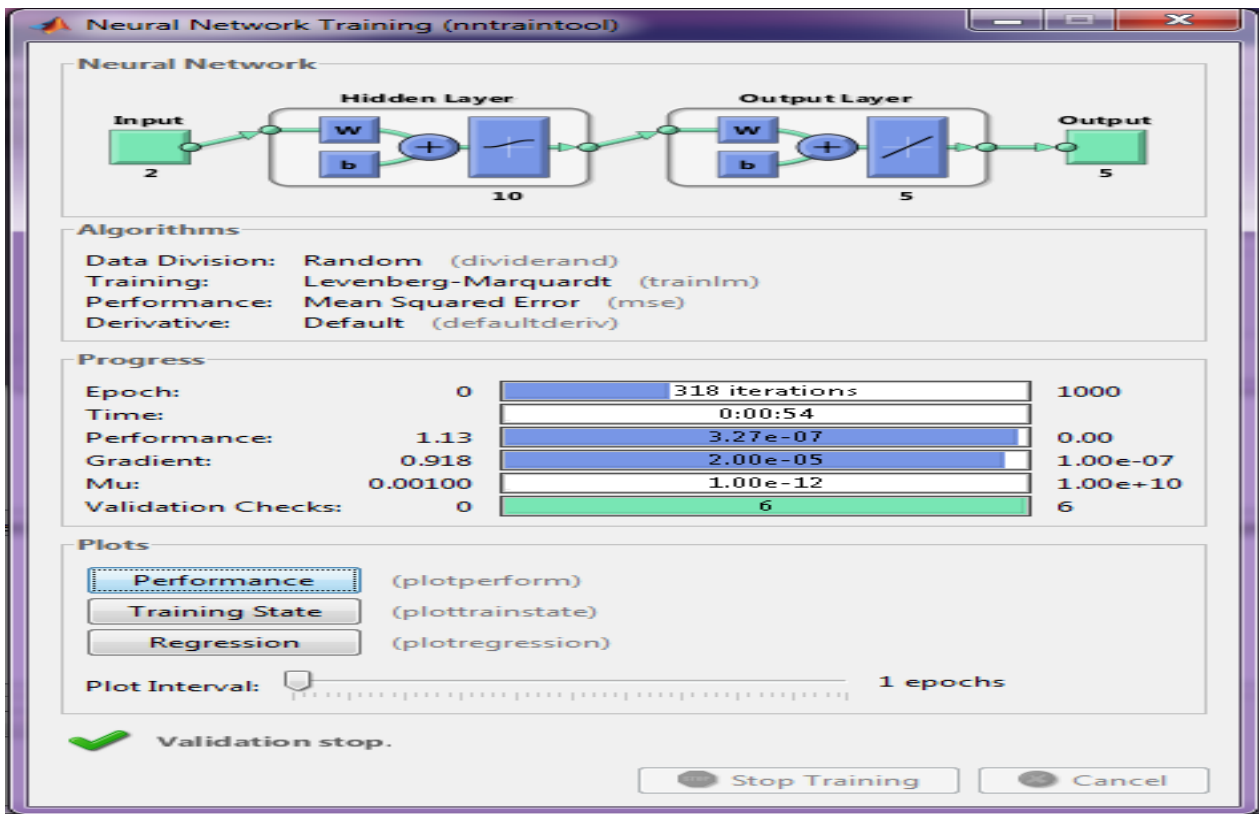 Neural Network Training (nntraintool)
Neural Network
Hidden Layer
Output Layer
Input
Output
W
b
+
W
b
+
2
10
5
5
Algorithms
Data Division: Random (dividerand)
Training: Levenberg-Marquardt (trainlm)
Performance: Mean Squared Error (mse)
Derivative: Default (defaultderiv)
Progress
Epoch: 0 318 iterations 1000
Time: 0:00:54
Performance: 1.13 3.27e-07 0.00
Gradient: 0.918 2.00e-05 1.00e-07
Mu: 0.00100 1.00e-12 1.00e+10
Validation Checks: 0 6 6
Plots
Performance (plotperform)
Training State (plottrainstate)
Regression (plotregression)
Plot Interval: 1 epochs
Validation stop.
Stop Training Cancel